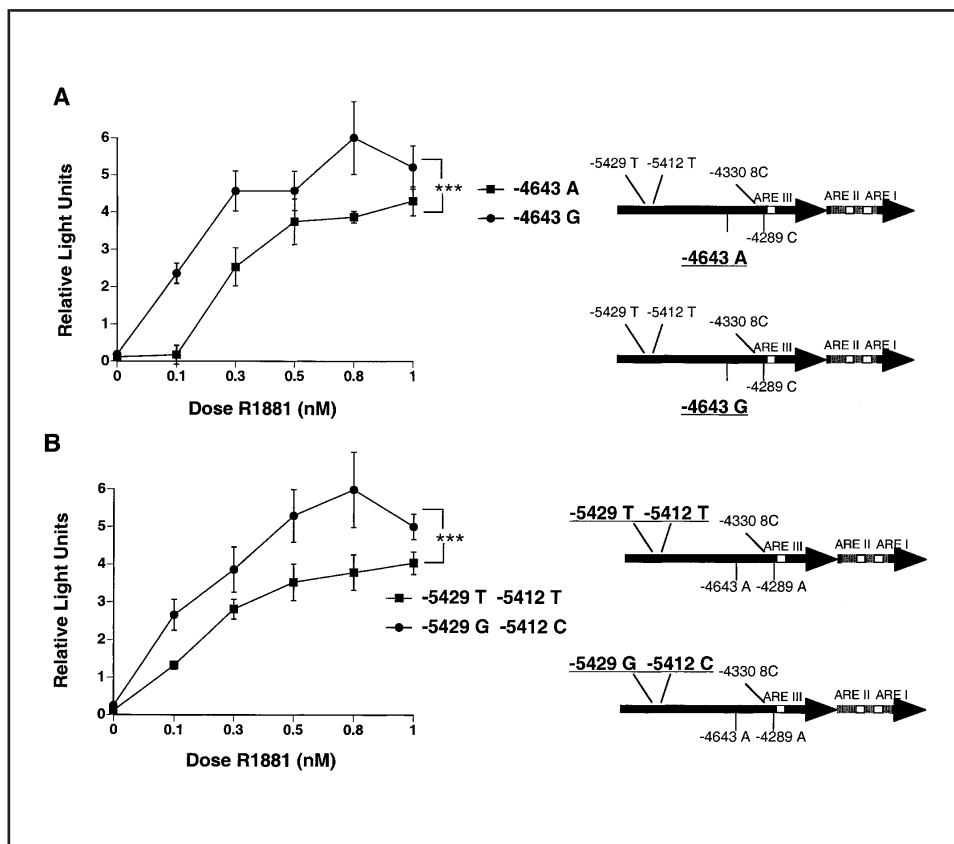 A
6
5
4
3
2
1
0
Relative Light Units
0 0.1 0.3 0.5 0.8 1
Dose R1881 (nM)
***
-4643 A
-4643 G
-5429 T -5412 T
-4330 8C
ARE III
ARE II ARE I
-4289 C
-4643 A
-5429 T -5412 T
-4330 8C
ARE III
ARE II ARE I
-4289 C
-4643 G
B
6
5
4
3
2
1
0
Relative Light Units
0 0.1 0.3 0.5 0.8 1
Dose R1881 (nM)
***
-5429 T -5412 T
-5429 G -5412 C
-5429 T -5412 T
-4330 8C
ARE III
ARE II ARE I
-4643 A -4289 A
-5429 G -5412 C
-4330 8C
ARE III
ARE II ARE I
-4643 A -4289 A